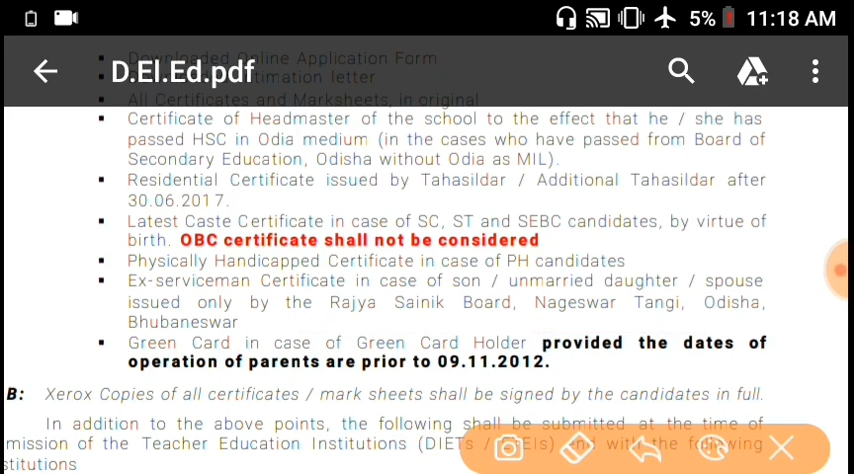 5% 11:18 AM
D.El.Ed.pdf
Downloaded Online Application Form
timation letter
All Certificates and Marksheets, in original
Certificate of Headmaster of the school to the effect that he / she has
passed HSC in Odia medium (in the cases who have passed from Board of
Secondary Education, Odisha without Odia as MIL).
Residential Certificate issued by Tahasildar / Additional Tahasildar after
30.06.2017.
Latest Caste Certificate in case of SC, ST and SEBC candidates, by virtue of
birth. OBC certificate shall not be considered
Physically Handicapped Certificate in case of PH candidates
Ex-serviceman Certificate in case of son / unmarried daughter / spouse
issued only by the Rajya Sainik Board, Nageswar Tangi, Odisha,
Bhubaneswar
Green Card in case of Green Card Holder provided the dates of
operation of parents are prior to 09.11.2012.
B: Xerox Copies of all certificates / mark sheets shall be signed by the candidates in full.
In addition to the above points, the following shall be submitted at the time of
mission of the Teacher Education Institutions (DIETs / and with the following
stitutions